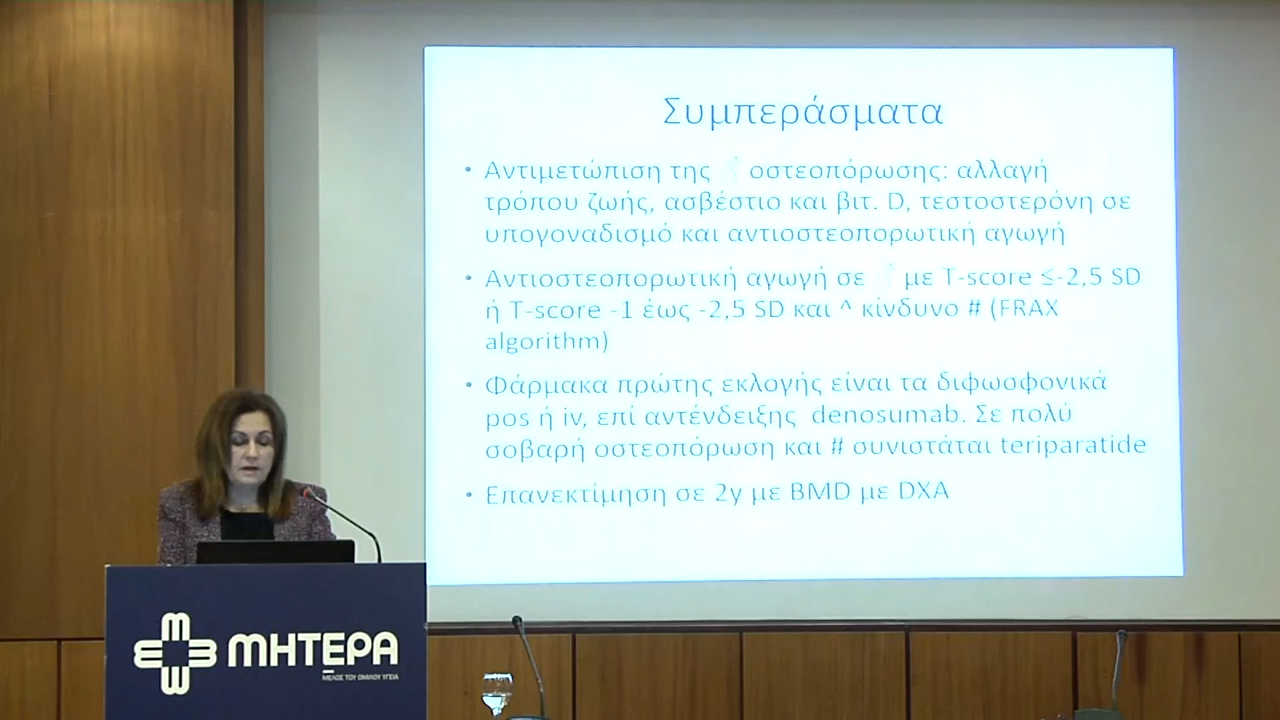 Συμπεράσματα
• Αντιμετώπιση της ♂ οστεοπόρωσης: αλλαγή
τρόπου ζωής, ασβέστιο και βιτ. D, τεστοστερόνη σε
υπογοναδισμό και αντιοστεοπορωτική αγωγή
• Αντιοστεοπορωτική αγωγή σε ♂ με T-score ≤-2,5 SD
ή T-score -1 έως -2,5 SD και ^ κίνδυνο # (FRAX
algorithm)
• Φάρμακα πρώτης εκλογής είναι τα διφωσφονικά
pos ή iv, επί αντένδειξης denosumab. Σε πολύ
σοβαρή οστεοπόρωση και # συνιστάται teriparatide
• Επανεκτίμηση σε 2y με BMD με DXA
ΜΗΤΕΡΑ
ΜΕΛΟΣ ΤΟΥ ΟΜΙΛΟΥ ΥΓΕΙΑ